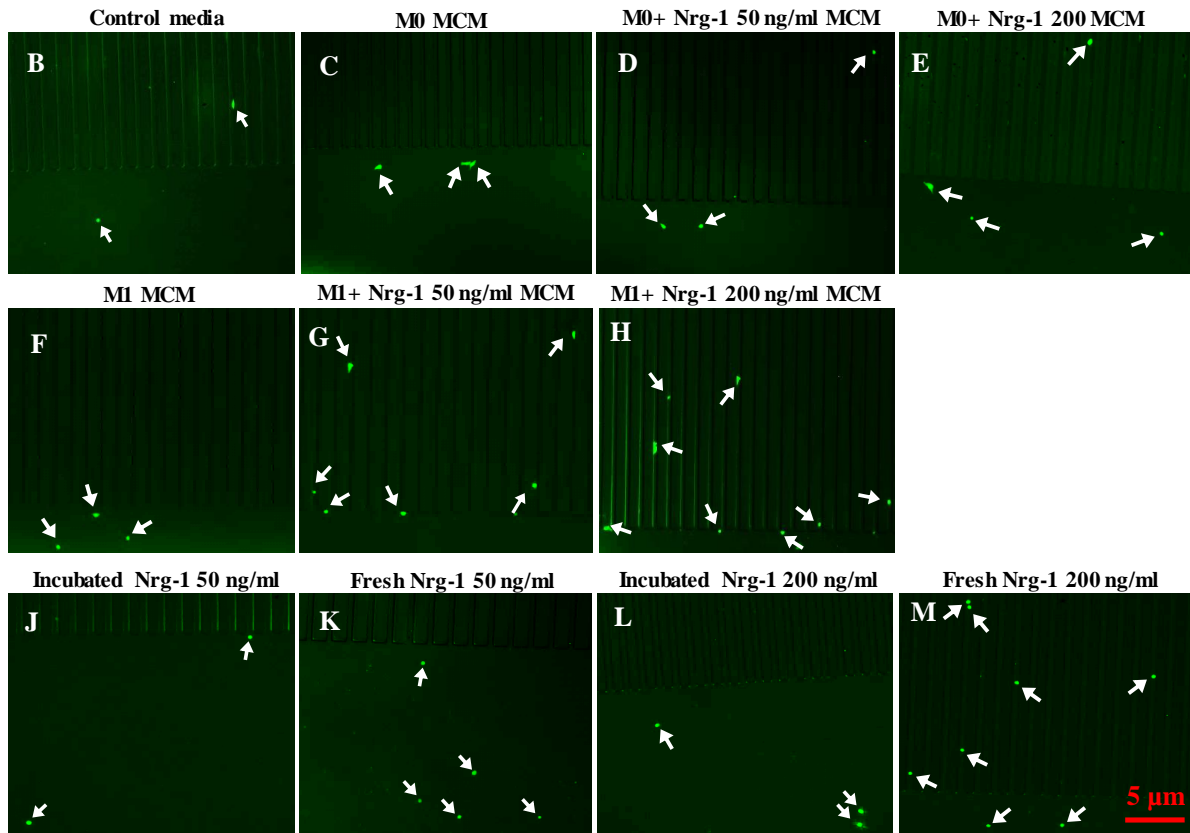 Control media
M0 MCM
M0+ Nrg-1 50 ng/ml MCM
M0+ Nrg-1 200 MCM
B
C
D
E
M1 MCM
M1+ Nrg-1 50 ng/ml MCM
M1+ Nrg-1 200 ng/ml MCM
F
G
H
Incubated Nrg-1 50 ng/ml
Fresh Nrg-1 50 ng/ml
Incubated Nrg-1 200 ng/ml
Fresh Nrg-1 200 ng/ml
J
K
L
M
5 µm